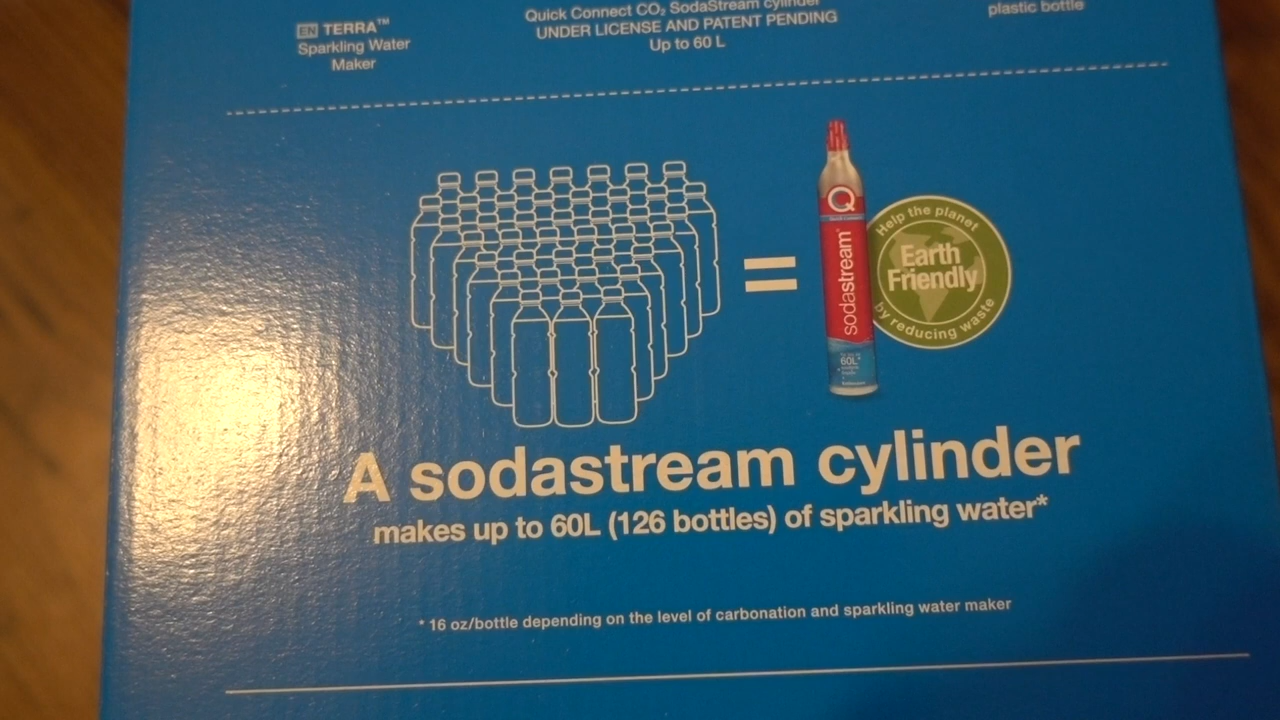 EN TERRA™
Sparkling Water
Maker
Quick Connect CO₂ SodaStream cylinder
UNDER LICENSE AND PATENT PENDING
Up to 60 L
plastic bottle
Q
sodastream®
60L*
Help the planet
Earth
Friendly
by reducing waste
A sodastream cylinder
makes up to 60L (126 bottles) of sparkling water*
* 16 oz/bottle depending on the level of carbonation and sparkling water maker